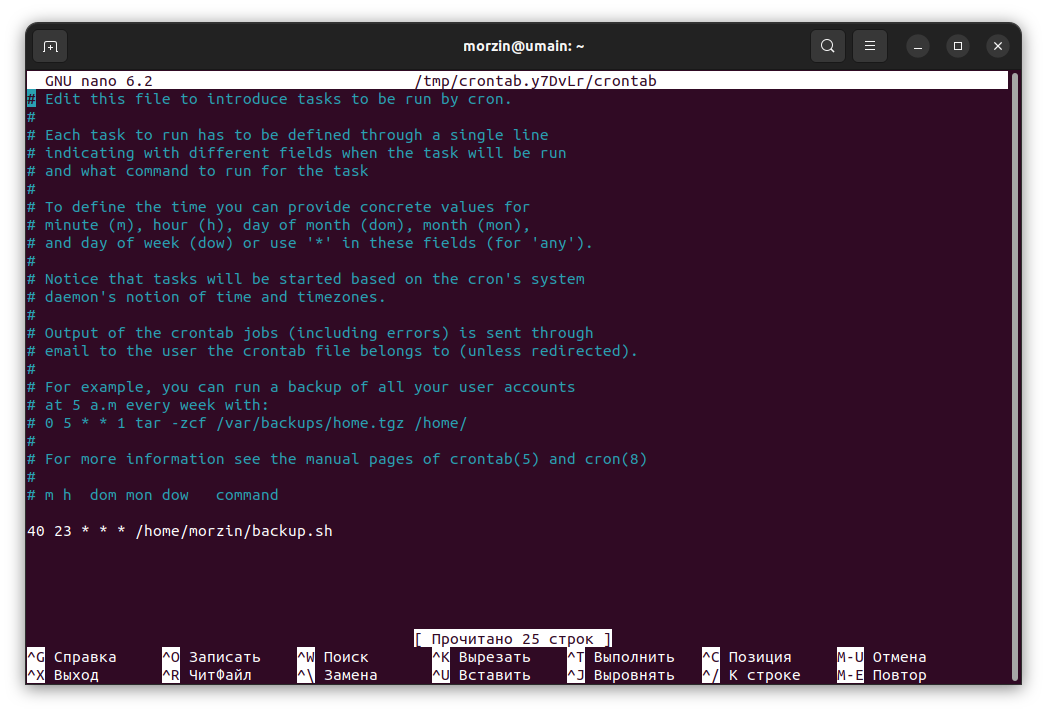 morzin@umain: ~
GNU nano 6.2 /tmp/crontab.y7DvLr/crontab
# Edit this file to introduce tasks to be run by cron.
#
# Each task to run has to be defined through a single line
# indicating with different fields when the task will be run
# and what command to run for the task
#
# To define the time you can provide concrete values for
# minute (m), hour (h), day of month (dom), month (mon),
# and day of week (dow) or use '*' in these fields (for 'any').
#
# Notice that tasks will be started based on the cron's system
# daemon's notion of time and timezones.
#
# Output of the crontab jobs (including errors) is sent through
# email to the user the crontab file belongs to (unless redirected).
#
# For example, you can run a backup of all your user accounts
# at 5 a.m every week with:
# 0 5 * * 1 tar -zcf /var/backups/home.tgz /home/
#
# For more information see the manual pages of crontab(5) and cron(8)
#
# m h  dom mon dow   command
40 23 * * * /home/morzin/backup.sh
[ Прочитано 25 строк ]
^G Справка ^O Записать ^W Поиск ^K Вырезать ^T Выполнить ^C Позиция M-U Отмена
^X Выход ^R ЧитФайл ^\ Замена ^U Вставить ^J Выровнять ^/ К строке M-E Повтор